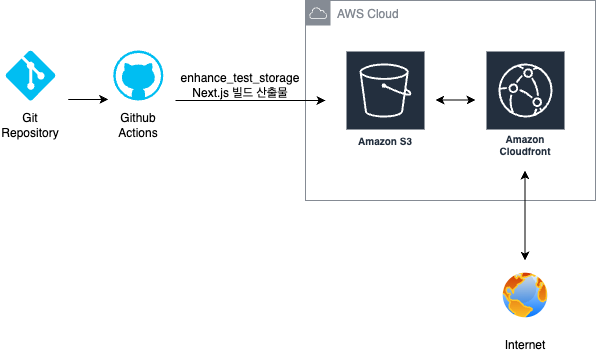 AWS Cloud
enhance_test_storage
Next.js 빌드 산출물
Git
Repository
Github
Actions
Amazon S3
Amazon
Cloudfront
Internet